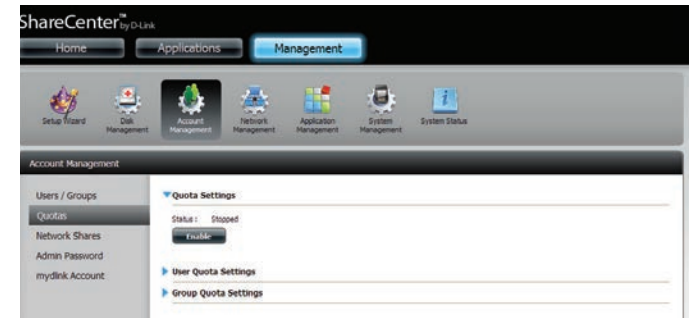 ShareCenter™ by D-Link
Home Applications Management
Setup Wizard Disk Management Account Management Network Management Application Management System Management System Status
Account Management
Users / Groups
Quotas
Network Shares
Admin Password
mydlink Account
Quota Settings
Status : Stopped
Enable
User Quota Settings
Group Quota Settings